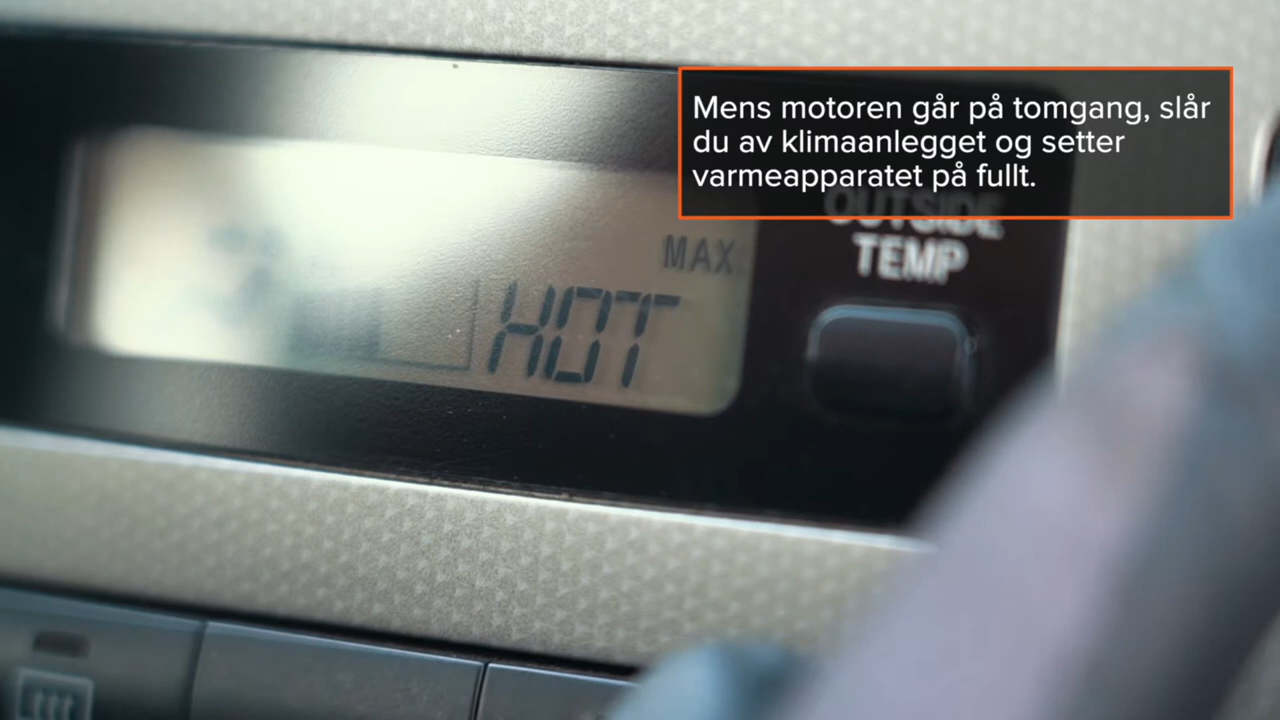 Mens motoren går på tomgang, slår
du av klimaanlegget og setter
varmeapparatet på fullt.
OUTSIDE
TEMP
MAX
HOT